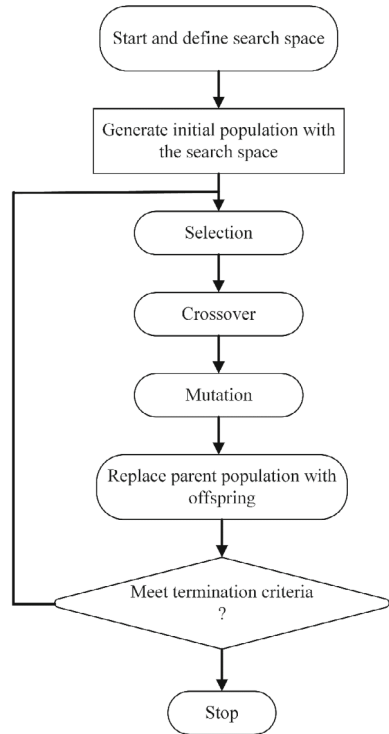 Start and define search space
Generate initial population with
the search space
Selection
Crossover
Mutation
Replace parent population with
offspring
Meet termination criteria
?
Stop